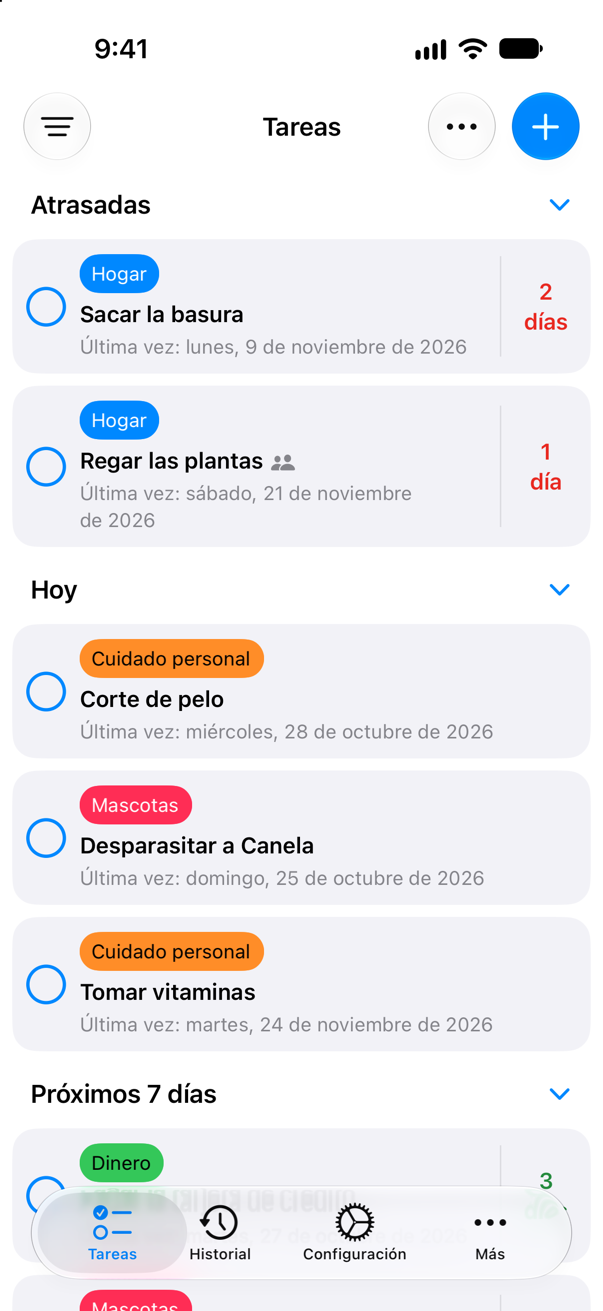 9:41
Tareas
Atrasadas
Hogar
Sacar la basura
Última vez: lunes, 9 de noviembre de 2026
2
días
Hogar
Regar las plantas
Última vez: sábado, 21 de noviembre
de 2026
1
día
Hoy
Cuidado personal
Corte de pelo
Última vez: miércoles, 28 de octubre de 2026
Mascotas
Desparasitar a Canela
Última vez: domingo, 25 de octubre de 2026
Cuidado personal
Tomar vitaminas
Última vez: martes, 24 de noviembre de 2026
Próximos 7 días
Dinero
3
Tareas
Historial
Configuración
Más
Mascotas